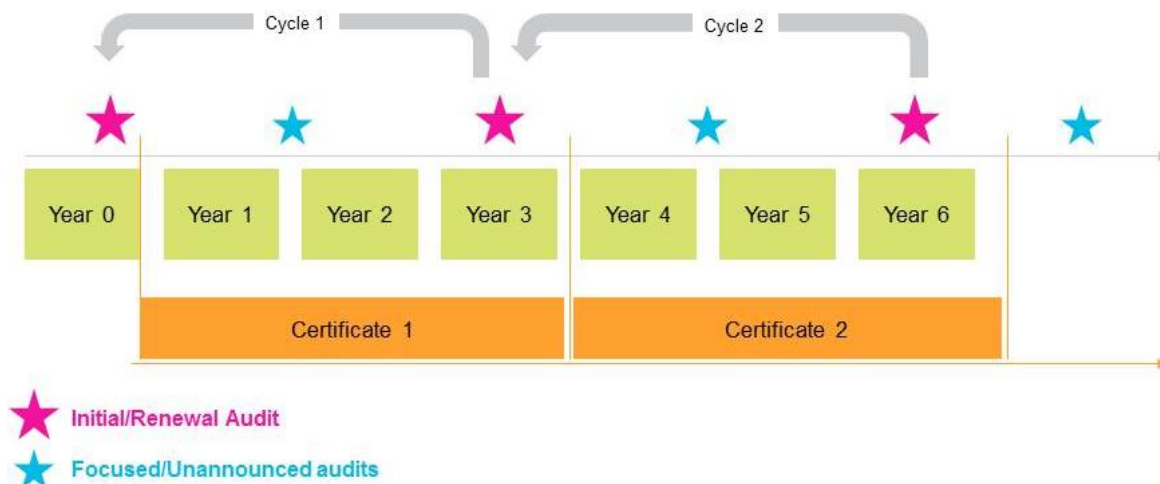 Cycle 1
Cycle 2
Year 0
Year 1
Year 2
Year 3
Year 4
Year 5
Year 6
Certificate 1
Certificate 2
Initial/Renewal Audit
Focused/Unannounced audits